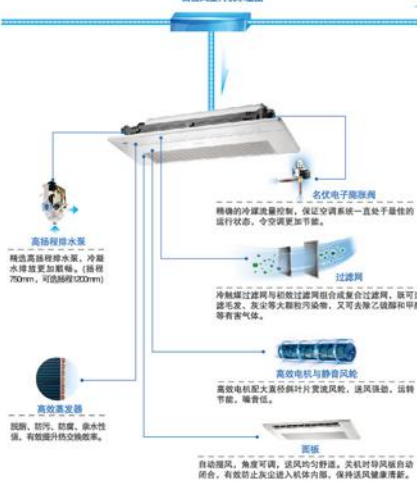 名优电子膨胀阀
精确的冷媒流量控制，保证空调系统一直处于最佳的
运行状态，令空调更加节能。
高扬程排水泵
精选高扬程排水泵，冷凝
水排放更加顺畅。(扬程
750mm，可选扬程1200mm)
过滤网
冷触媒过滤网与初效过滤网组合成复合过滤网，既可
滤毛发、灰尘等大颗粒污染物，又可去除乙硫醇和甲
等有害气体。
高效电机与静音风轮
高效电机配大直径斜叶片宽流风轮，送风强劲，运转
节能，噪音低。
高效蒸发器
脱脂、防污、防腐、亲水性
强，有效提升热交换效率。
面板
自动摆风，角度可调，送风均匀舒适。关机时导风板自动
闭合，有效防止灰尘进入机体内部，保持送风健康清新。